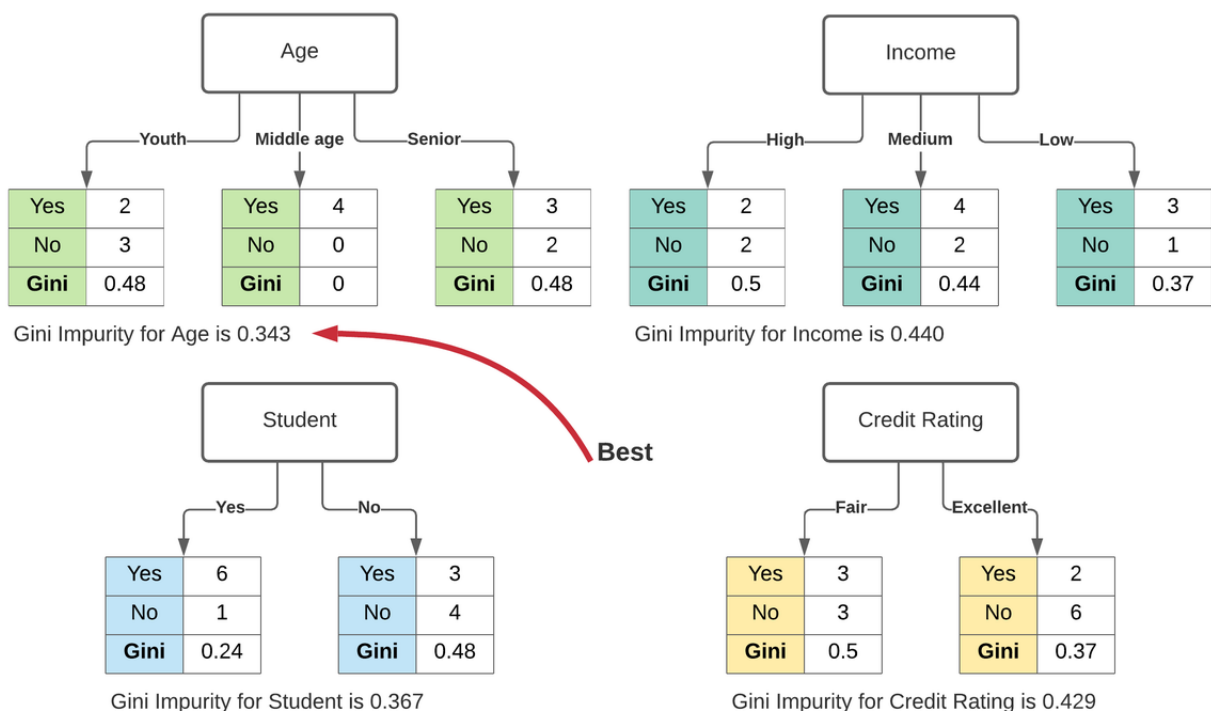 Age
Income
Youth Middle age Senior
High Medium Low
Yes 2 Yes 4 Yes 3
No 3 No 0 No 2
Gini 0.48 Gini 0 Gini 0.48
Yes 2 Yes 4 Yes 3
No 2 No 2 No 1
Gini 0.5 Gini 0.44 Gini 0.37
Gini Impurity for Age is 0.343
Gini Impurity for Income is 0.440
Best
Student
Credit Rating
Yes No
Fair Excellent
Yes 6 Yes 3
No 1 No 4
Gini 0.24 Gini 0.48
Yes 3 Yes 2
No 3 No 6
Gini 0.5 Gini 0.37
Gini Impurity for Student is 0.367
Gini Impurity for Credit Rating is 0.429